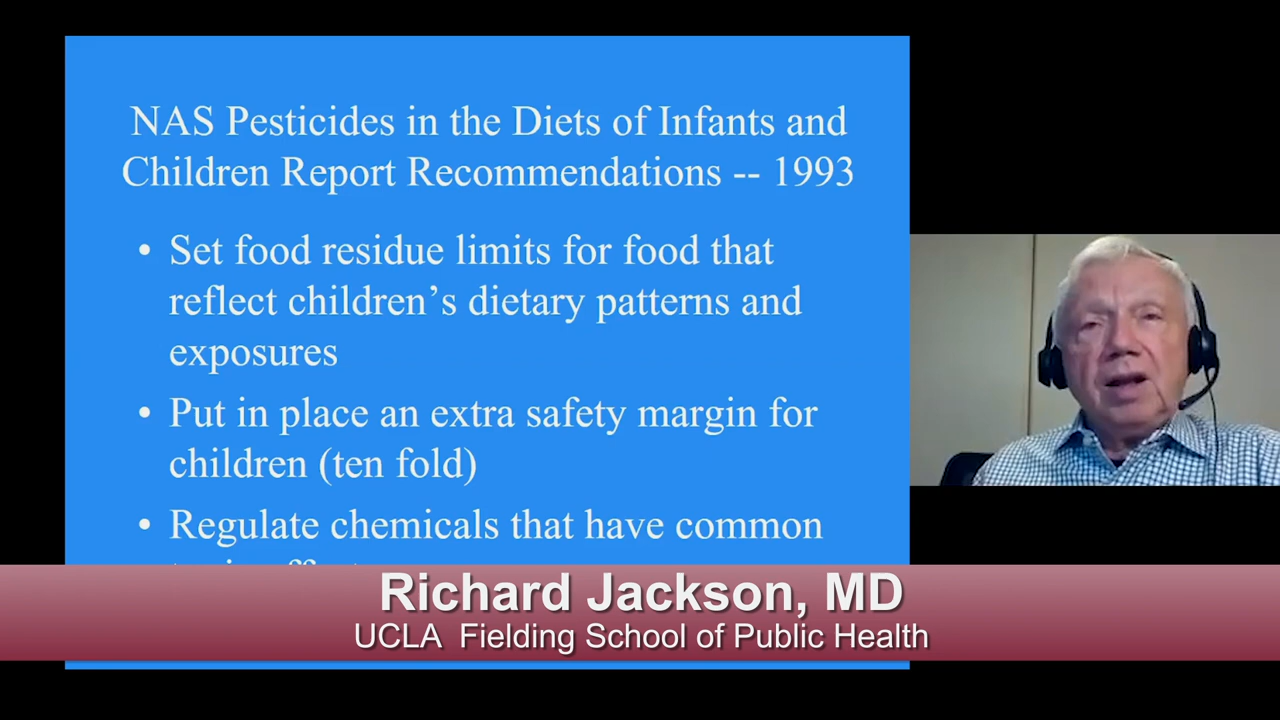 NAS Pesticides in the Diets of Infants and
Children Report Recommendations -- 1993
• Set food residue limits for food that
reflect children’s dietary patterns and
exposures
• Put in place an extra safety margin for
children (ten fold)
• Regulate chemicals that have common
Richard Jackson, MD
UCLA Fielding School of Public Health